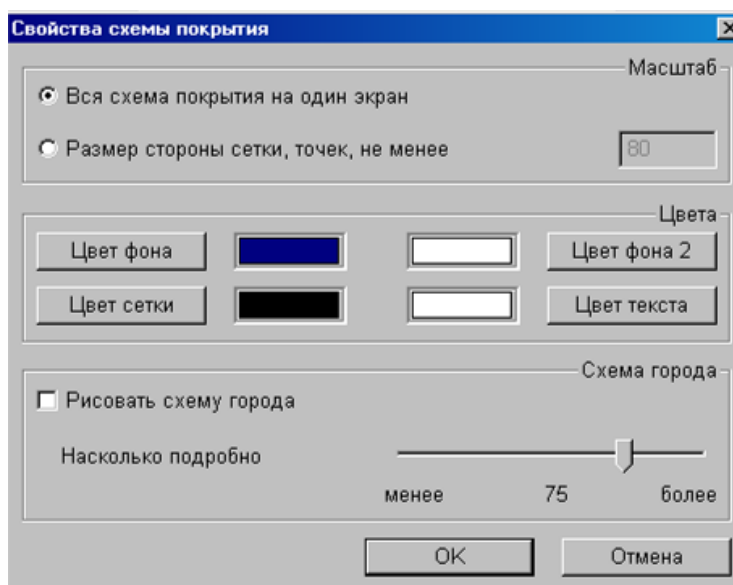 Свойства схемы покрытия
Масштаб
Вся схема покрытия на один экран
Размер стороны сетки, точек, не менее 80
Цвета
Цвет фона Цвет фона 2
Цвет сетки Цвет текста
Схема города
Рисовать схему города
Насколько подробно
менее 75 более
OK Отмена